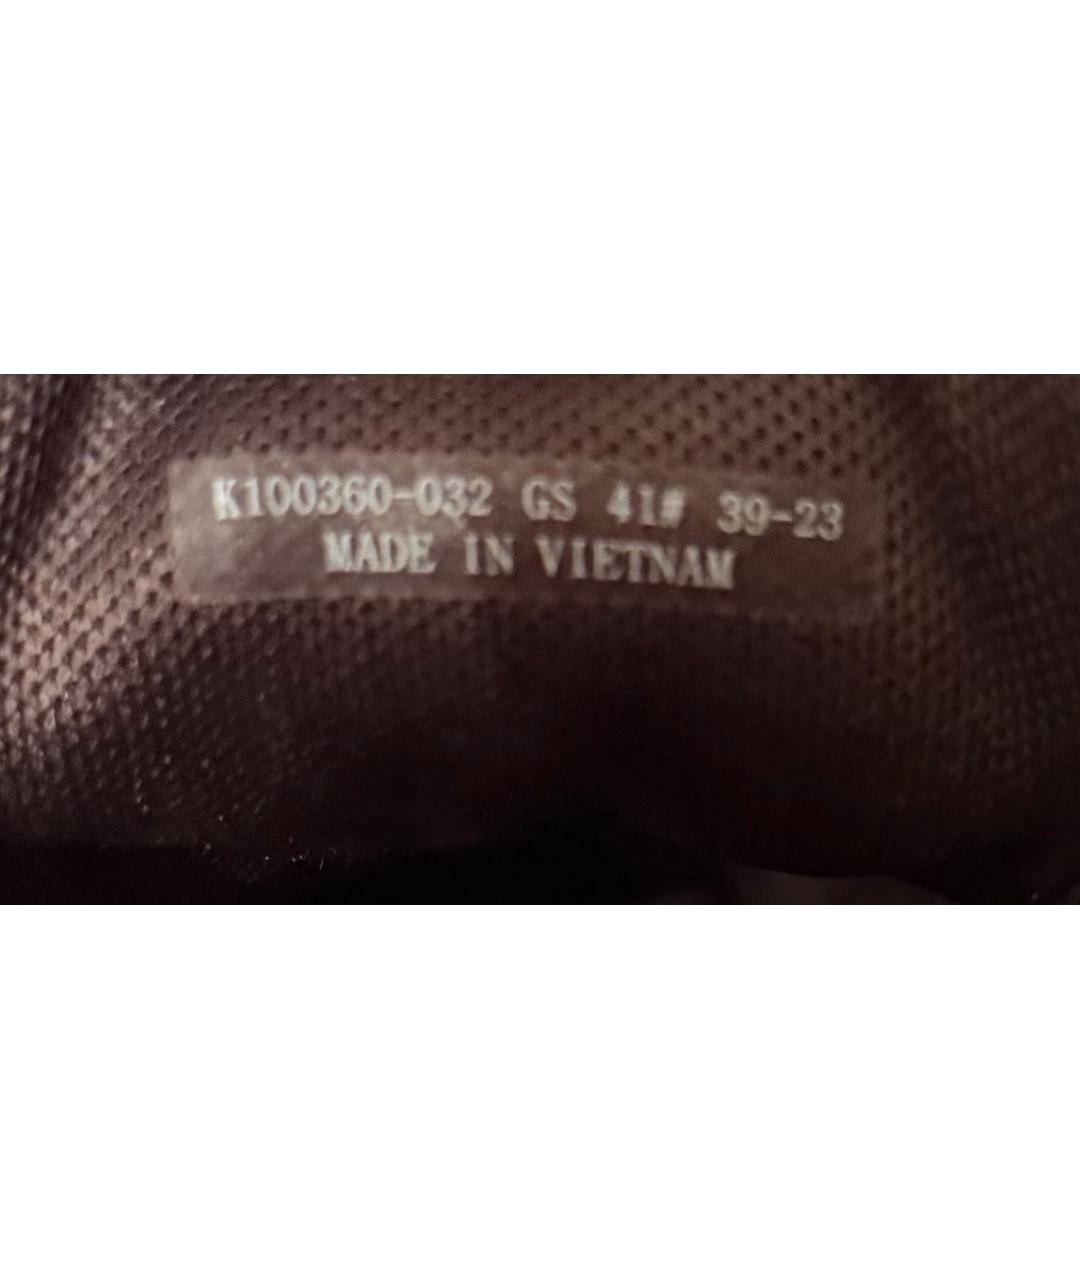 K100360-032 GS 41# 39-23
MADE IN VIETNAM